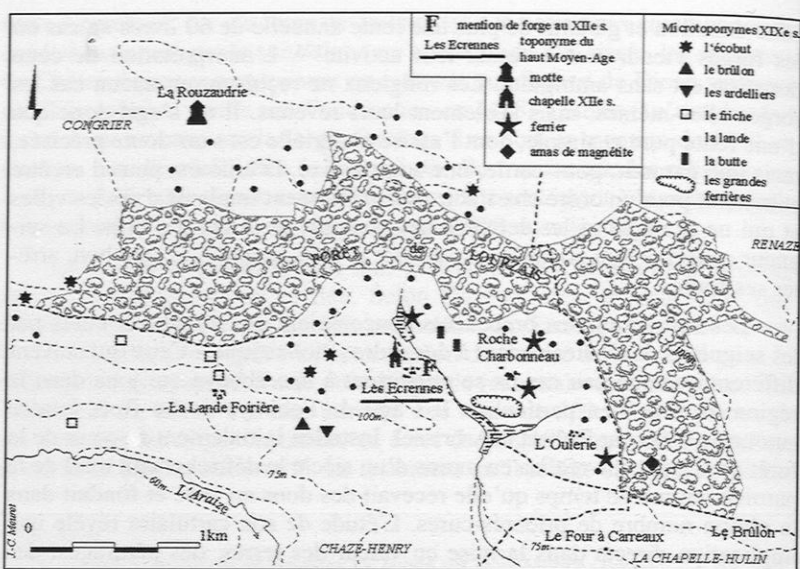 F mention de forge au XIIe s.
Les Ecrennes toponyme du
haut Moyen-Age
motte
chapelle XIIe s.
ferrier
amas de magnétite
Microtoponymes XIXe s.
l'écobut
le brûlon
les ardelliers
le friche
la lande
la butte
les grandes
ferrières
La Rouzaudrie
CONGRIER
RENAZE
FORÊT de LOURZAIS
Roche
Charbonneau
F
Les Ecrennes
100m
La Lande Foirière
L'Oulerie
75m
60m
L'Araize
1km
CHAZE-HENRY
Le Four à Carreaux
75m
Le Brûlon
LA CHAPELLE-HULIN
J.-C. Meuret